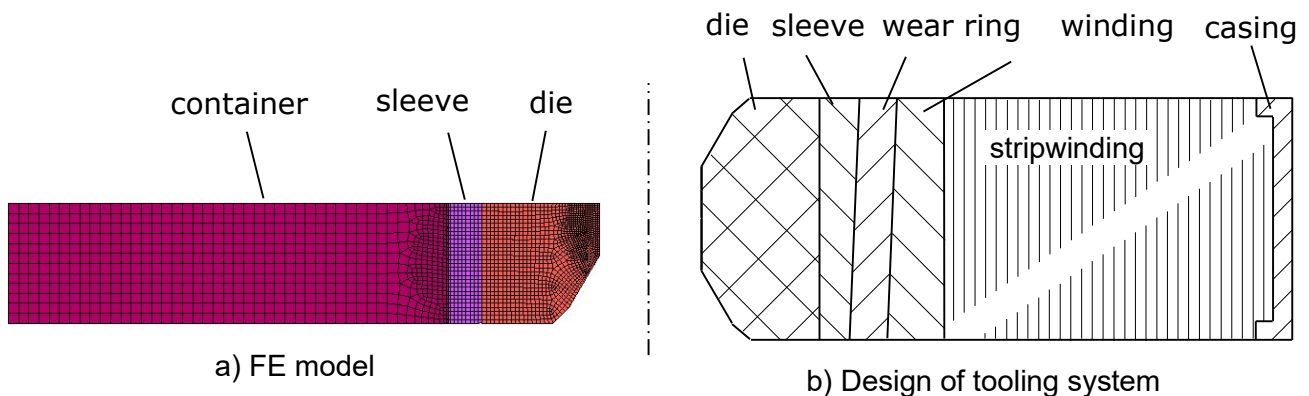 container sleeve die
a) FE model
die sleeve wear ring winding casing
stripwinding
b) Design of tooling system